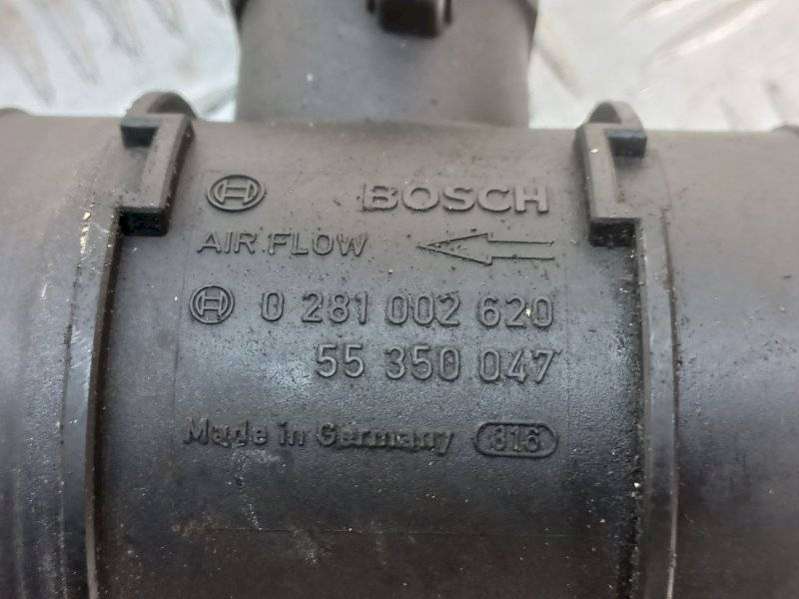 BOSCH
AIR FLOW
0 281 002 620
55 350 047
Made in Germany 816